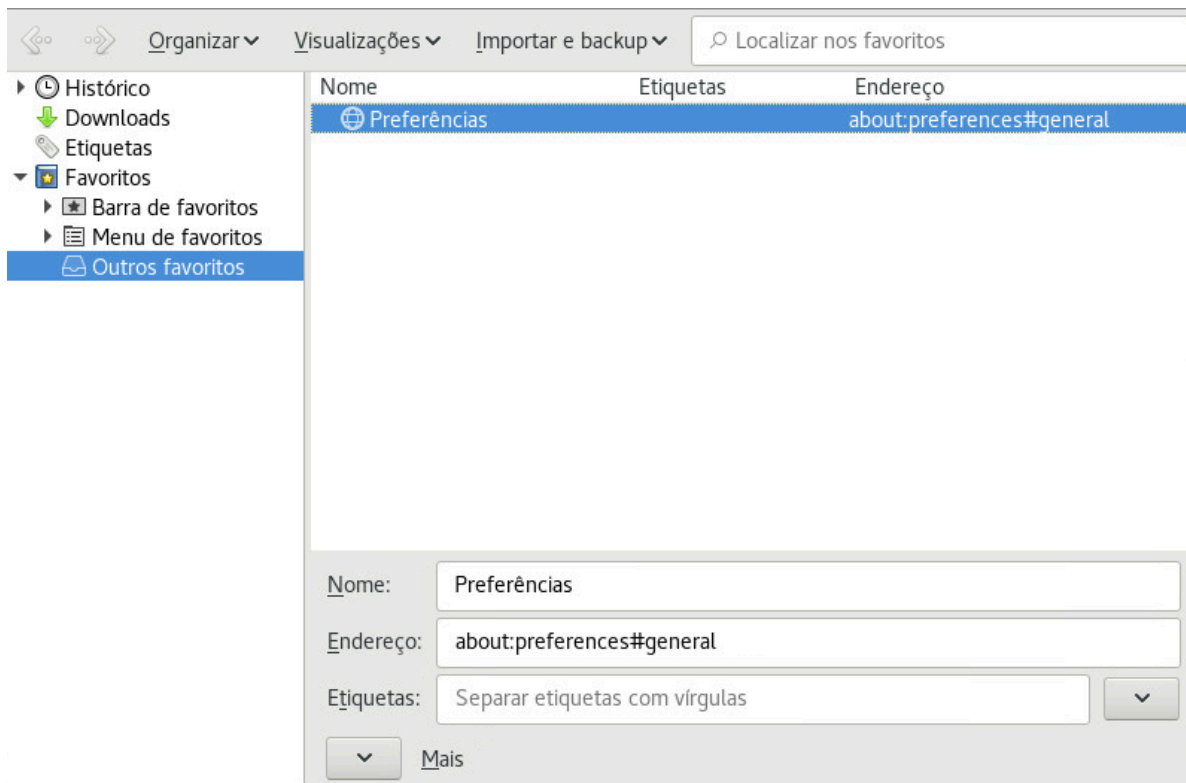 Organizar Visualizações Importar e backup Localizar nos favoritos
Histórico
Downloads
Etiquetas
Favoritos
Barra de favoritos
Menu de favoritos
Outros favoritos
Nome Etiquetas Endereço
Preferências about:preferences#general
Nome: Preferências
Endereço: about:preferences#general
Etiquetas: Separar etiquetas com vírgulas
Mais